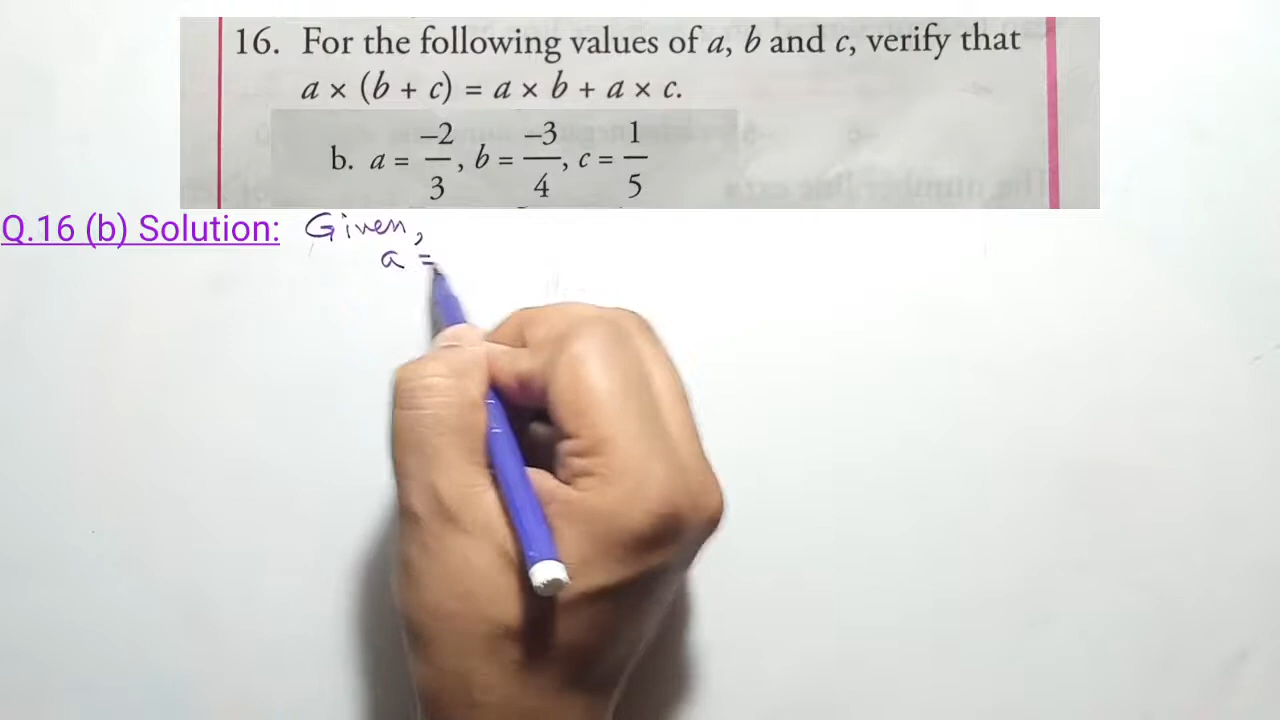 16. For the following values of a, b and c, verify that
a × (b + c) = a × b + a × c.
b. a = –2/3, b = –3/4, c = 1/5
Q.16 (b) Solution: Given,
a =